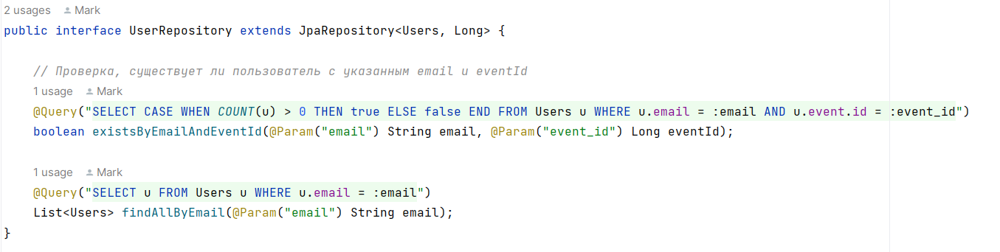 2 usages Mark
public interface UserRepository extends JpaRepository<Users, Long> {
// Проверка, существует ли пользователь с указанным email и eventId
1 usage Mark
@Query("SELECT CASE WHEN COUNT(u) > 0 THEN true ELSE false END FROM Users u WHERE u.email = :email AND u.event.id = :event_id")
boolean existsByEmailAndEventId(@Param("email") String email, @Param("event_id") Long eventId);
1 usage Mark
@Query("SELECT u FROM Users u WHERE u.email = :email")
List<Users> findAllByEmail(@Param("email") String email);
}